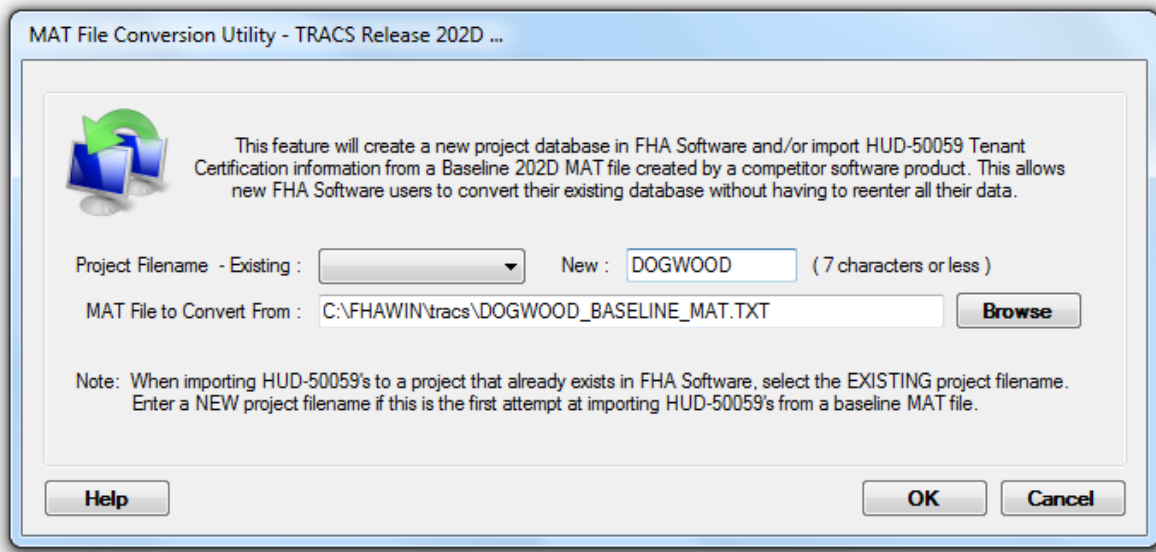 MAT File Conversion Utility - TRACS Release 202D ...
This feature will create a new project database in FHA Software and/or import HUD-50059 Tenant
Certification information from a Baseline 202D MAT file created by a competitor software product. This allows
new FHA Software users to convert their existing database without having to reenter all their data.
Project Filename - Existing : New : DOGWOOD ( 7 characters or less )
MAT File to Convert From : C:\FHAWIN\tracs\DOGWOOD_BASELINE_MAT.TXT Browse
Note: When importing HUD-50059's to a project that already exists in FHA Software, select the EXISTING project filename.
Enter a NEW project filename if this is the first attempt at importing HUD-50059's from a baseline MAT file.
Help OK Cancel